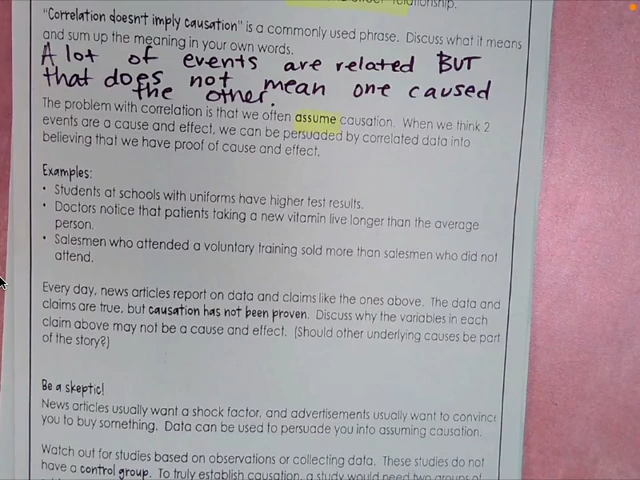 relationship.
"Correlation doesn't imply causation" is a commonly used phrase. Discuss what it means
and sum up the meaning in your own words.
A lot of events are related BUT
that does not mean one caused
the other.
The problem with correlation is that we often assume causation. When we think 2
events are a cause and effect, we can be persuaded by correlated data into
believing that we have proof of cause and effect.
Examples:
• Students at schools with uniforms have higher test results.
• Doctors notice that patients taking a new vitamin live longer than the average
person.
• Salesmen who attended a voluntary training sold more than salesmen who did not
attend.
Every day, news articles report on data and claims like the ones above. The data and
claims are true, but causation has not been proven. Discuss why the variables in each
claim above may not be a cause and effect. (Should other underlying causes be part
of the story?)
Be a skeptic!
News articles usually want a shock factor, and advertisements usually want to convince
you to buy something. Data can be used to persuade you into assuming causation.
Watch out for studies based on observations or collecting data. These studies do not
have a control group. To truly establish causation, a study would need two groups of